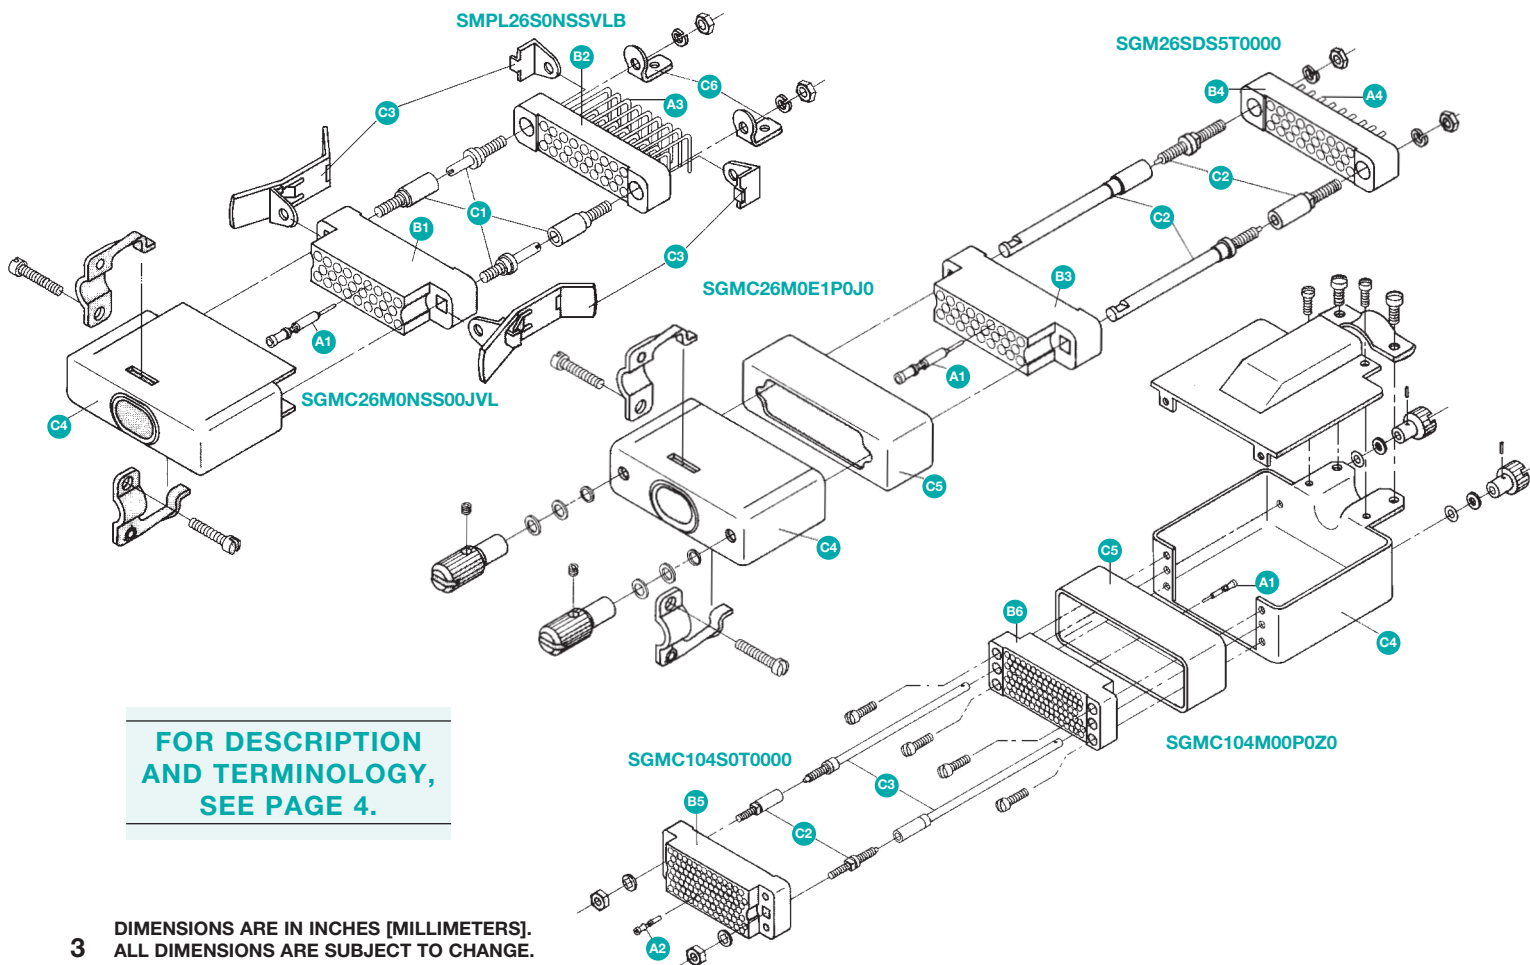 SMPL26S0NSSVLB
SGM26SDS5T0000
B2
C6
C3
A3
B4
A4
C2
C1
B1
C2
C3
B3
SGMC26M0E1P0J0
A1
A1
SGMC26M0NSS00JVL
C4
C5
C4
C5
A1
B6
C4
SGMC104M00P0Z0
FOR DESCRIPTION
AND TERMINOLOGY,
SEE PAGE 4.
SGMC104S0T0000
C3
B5
C2
A2
DIMENSIONS ARE IN INCHES [MILLIMETERS].
3 ALL DIMENSIONS ARE SUBJECT TO CHANGE.